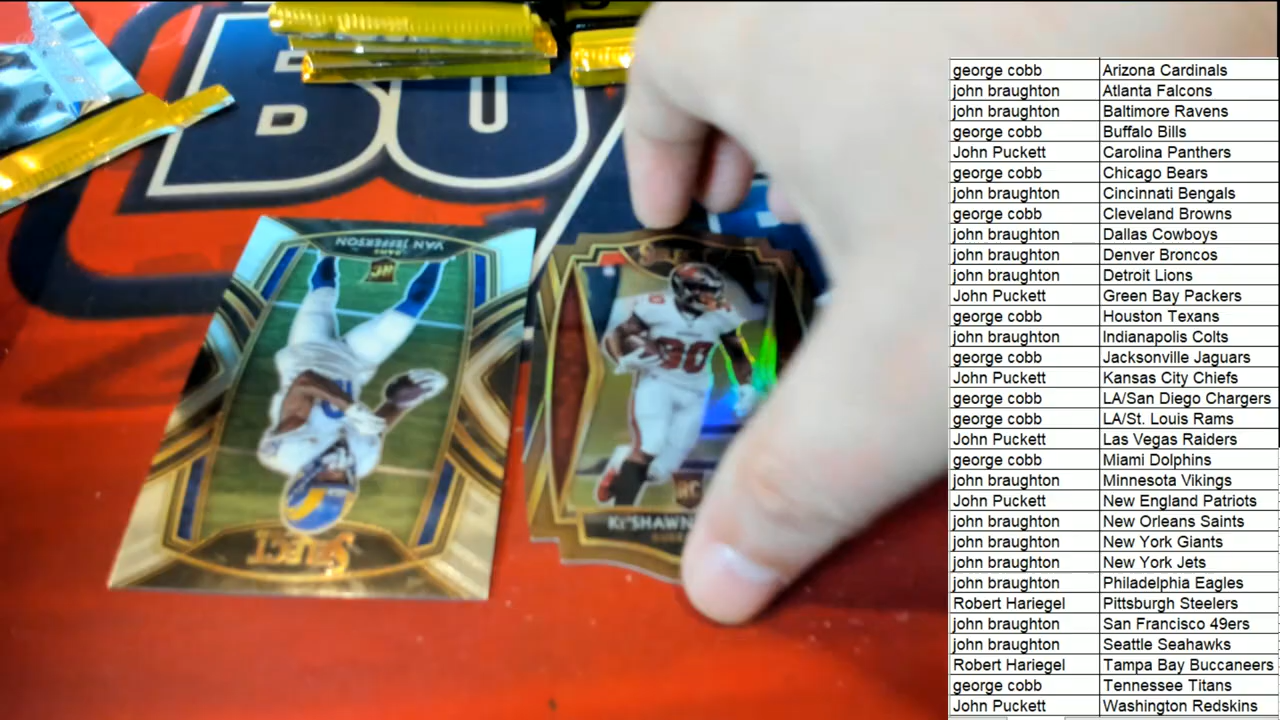 BU
VAN JEFFERSON
RAMS
RC
SELECT
SELECT
80
RC
KE'SHAWN
george cobb Arizona Cardinals
john braughton Atlanta Falcons
john braughton Baltimore Ravens
george cobb Buffalo Bills
John Puckett Carolina Panthers
george cobb Chicago Bears
john braughton Cincinnati Bengals
george cobb Cleveland Browns
john braughton Dallas Cowboys
john braughton Denver Broncos
john braughton Detroit Lions
John Puckett Green Bay Packers
george cobb Houston Texans
john braughton Indianapolis Colts
george cobb Jacksonville Jaguars
John Puckett Kansas City Chiefs
george cobb LA/San Diego Chargers
george cobb LA/St. Louis Rams
John Puckett Las Vegas Raiders
george cobb Miami Dolphins
john braughton Minnesota Vikings
John Puckett New England Patriots
john braughton New Orleans Saints
john braughton New York Giants
john braughton New York Jets
john braughton Philadelphia Eagles
Robert Hariegel Pittsburgh Steelers
john braughton San Francisco 49ers
john braughton Seattle Seahawks
Robert Hariegel Tampa Bay Buccaneers
george cobb Tennessee Titans
John Puckett Washington Redskins